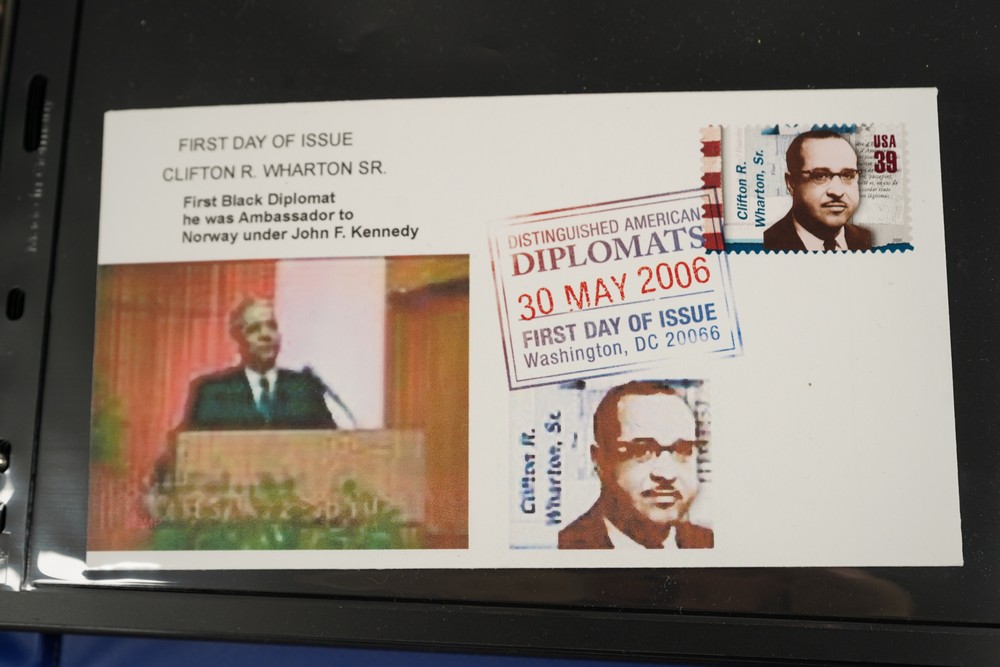 FIRST DAY OF ISSUE
CLIFTON R. WHARTON SR.
First Black Diplomat
he was Ambassador to
Norway under John F. Kennedy
Clifton R.
Wharton, Sr.
USA
39
DISTINGUISHED AMERICAN
DIPLOMATS
30 MAY 2006
FIRST DAY OF ISSUE
Washington, DC 20066
Clifton R.
Wharton, Sr